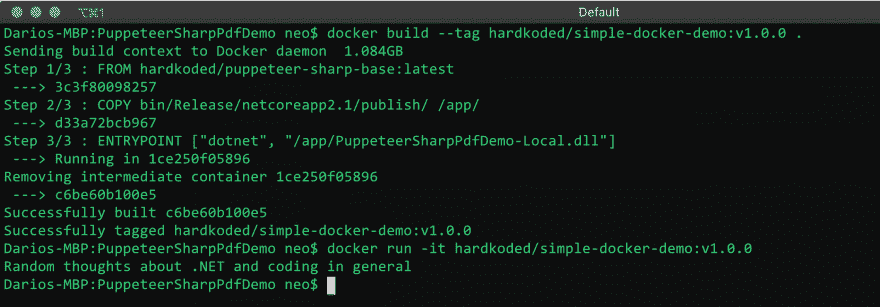 ⌥⌘1
Default
Darios-MBP:PuppeteerSharpPdfDemo neo$ docker build --tag hardkoded/simple-docker-demo:v1.0.0 .
Sending build context to Docker daemon  1.084GB
Step 1/3 : FROM hardkoded/puppeteer-sharp-base:latest
 ---> 3c3f80098257
Step 2/3 : COPY bin/Release/netcoreapp2.1/publish/ /app/
 ---> d33a72bcb967
Step 3/3 : ENTRYPOINT ["dotnet", "/app/PuppeteerSharpPdfDemo-Local.dll"]
 ---> Running in 1ce250f05896
Removing intermediate container 1ce250f05896
 ---> c6be60b100e5
Successfully built c6be60b100e5
Successfully tagged hardkoded/simple-docker-demo:v1.0.0
Darios-MBP:PuppeteerSharpPdfDemo neo$ docker run -it hardkoded/simple-docker-demo:v1.0.0
Random thoughts about .NET and coding in general
Darios-MBP:PuppeteerSharpPdfDemo neo$